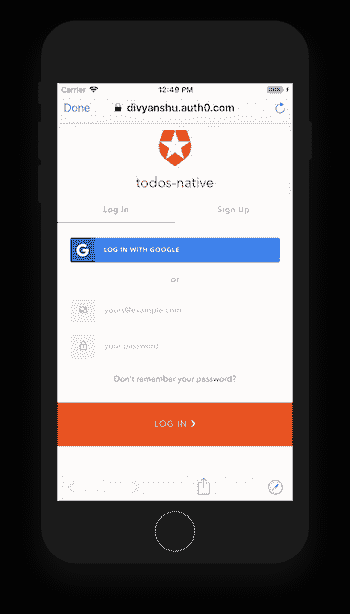 Carrier 12:49 PM
Done divyanshu.auth0.com
todos-native
Log In Sign Up
G LOG IN WITH GOOGLE
or
yours@example.com
your password
Don't remember your password?
LOG IN